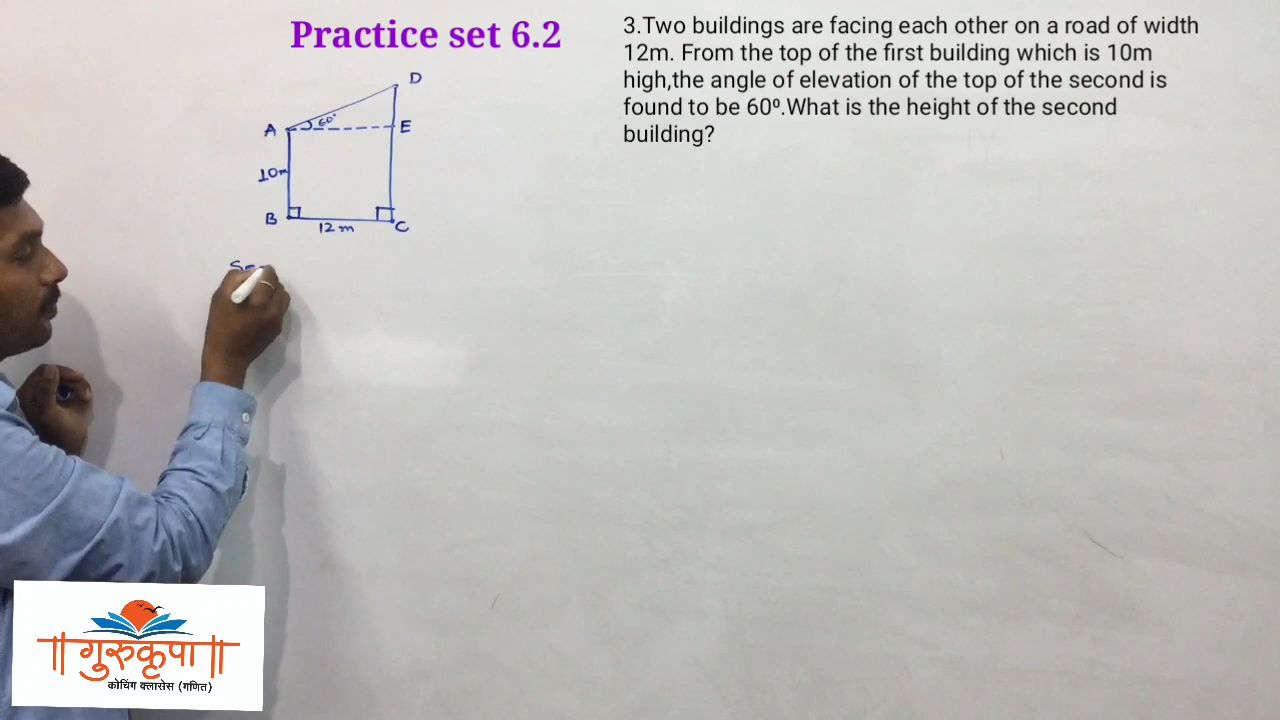 Practice set 6.2
3.Two buildings are facing each other on a road of width
12m. From the top of the first building which is 10m
high,the angle of elevation of the top of the second is
found to be 60⁰.What is the height of the second
building?
D
A 60° E
10m
B C
12 m
॥गुरुकृपा॥
कोचिंग क्लासेस (गणित)